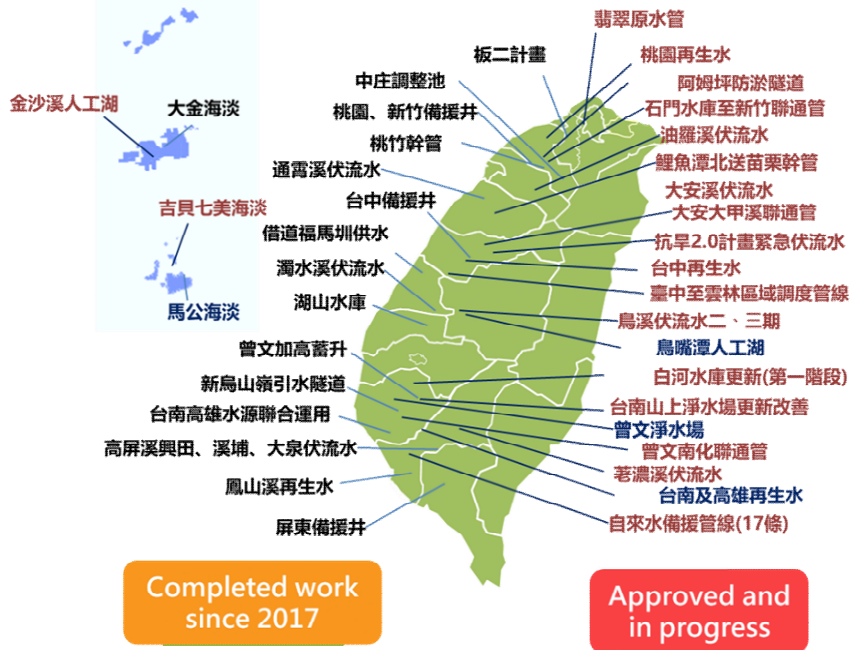 翡翠原水管
板二計畫
桃園再生水
中庄調整池
阿姆坪防淤隧道
金沙溪人工湖
大金海淡
桃園、新竹備援井
石門水庫至新竹聯通管
桃竹幹管
油羅溪伏流水
通霄溪伏流水
鯉魚潭北送苗栗幹管
台中備援井
大安溪伏流水
吉貝七美海淡
大安大甲溪聯通管
借道福馬圳供水
抗旱2.0計畫緊急伏流水
濁水溪伏流水
台中再生水
湖山水庫
臺中至雲林區域調度管線
馬公海淡
鳥溪伏流水二、三期
曾文加高蓄升
鳥嘴潭人工湖
新烏山嶺引水隧道
白河水庫更新(第一階段)
台南高雄水源聯合運用
台南山上淨水場更新改善
曾文淨水場
高屏溪興田、溪埔、大泉伏流水
曾文南化聯通管
荖濃溪伏流水
鳳山溪再生水
台南及高雄再生水
屏東備援井
自來水備援管線(17條)
Completed work
since 2017
Approved and
in progress